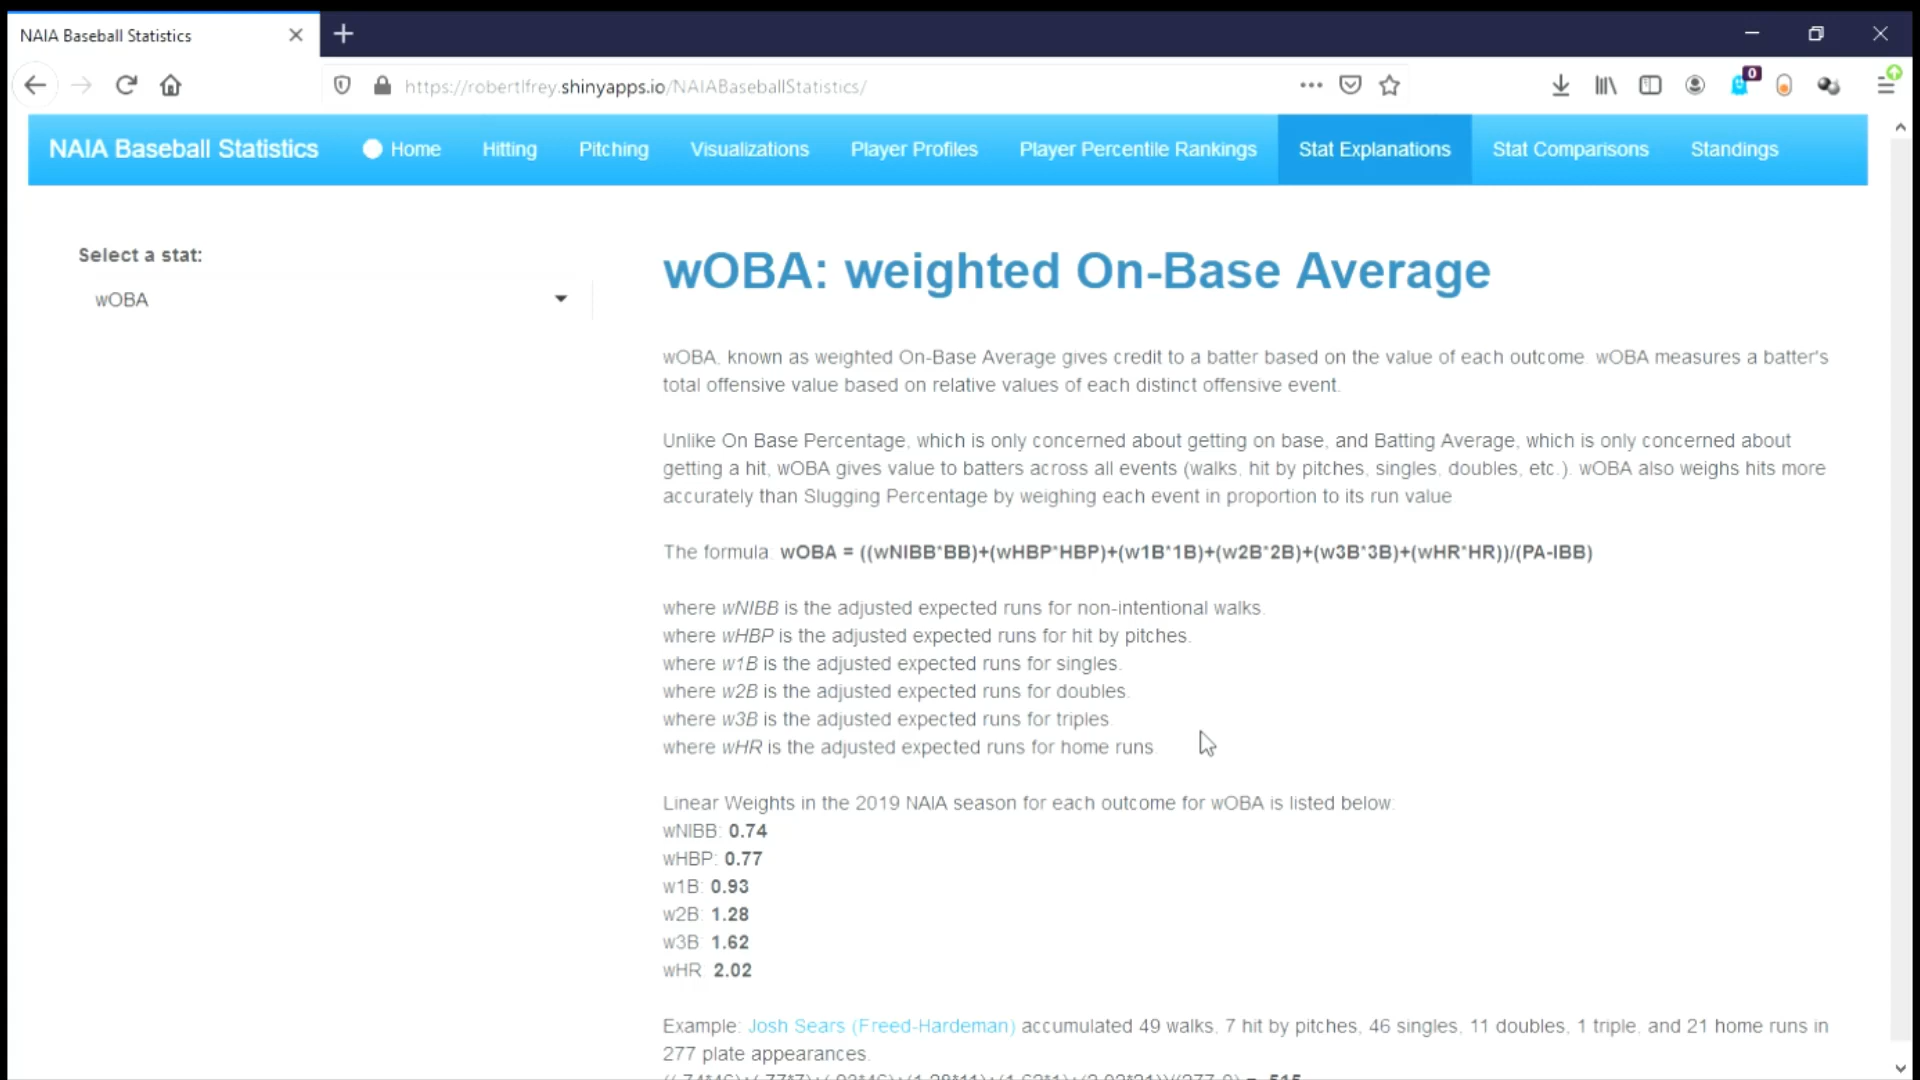 NAIA Baseball Statistics
0
https://robertlfrey.shinyapps.io/NAIABaseballStatistics/
NAIA Baseball Statistics Home Hitting Pitching Visualizations Player Profiles Player Percentile Rankings Stat Explanations Stat Comparisons Standings
Select a stat:
wOBA
wOBA: weighted On-Base Average
wOBA, known as weighted On-Base Average gives credit to a batter based on the value of each outcome. wOBA measures a batter's
total offensive value based on relative values of each distinct offensive event.
Unlike On Base Percentage, which is only concerned about getting on base, and Batting Average, which is only concerned about
getting a hit, wOBA gives value to batters across all events (walks, hit by pitches, singles, doubles, etc.). wOBA also weighs hits more
accurately than Slugging Percentage by weighing each event in proportion to its run value
The formula: wOBA = ((wNIBB*BB)+(wHBP*HBP)+(w1B*1B)+(w2B*2B)+(w3B*3B)+(wHR*HR))/(PA-IBB)
where wNIBB is the adjusted expected runs for non-intentional walks.
where wHBP is the adjusted expected runs for hit by pitches.
where w1B is the adjusted expected runs for singles.
where w2B is the adjusted expected runs for doubles.
where w3B is the adjusted expected runs for triples.
where wHR is the adjusted expected runs for home runs.
Linear Weights in the 2019 NAIA season for each outcome for wOBA is listed below:
wNIBB: 0.74
wHBP: 0.77
w1B: 0.93
w2B: 1.28
w3B: 1.62
wHR: 2.02
Example: Josh Sears (Freed-Hardeman) accumulated 49 walks, 7 hit by pitches, 46 singles, 11 doubles, 1 triple, and 21 home runs in
277 plate appearances.